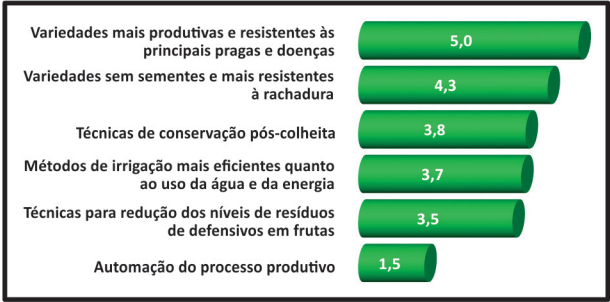 Variedades mais produtivas e resistentes às
principais pragas e doenças
5,0
Variedades sem sementes e mais resistentes
à rachadura
4,3
Técnicas de conservação pós-colheita
3,8
Métodos de irrigação mais eficientes quanto
ao uso da água e da energia
3,7
Técnicas para redução dos níveis de resíduos
de defensivos em frutas
3,5
Automação do processo produtivo
1,5